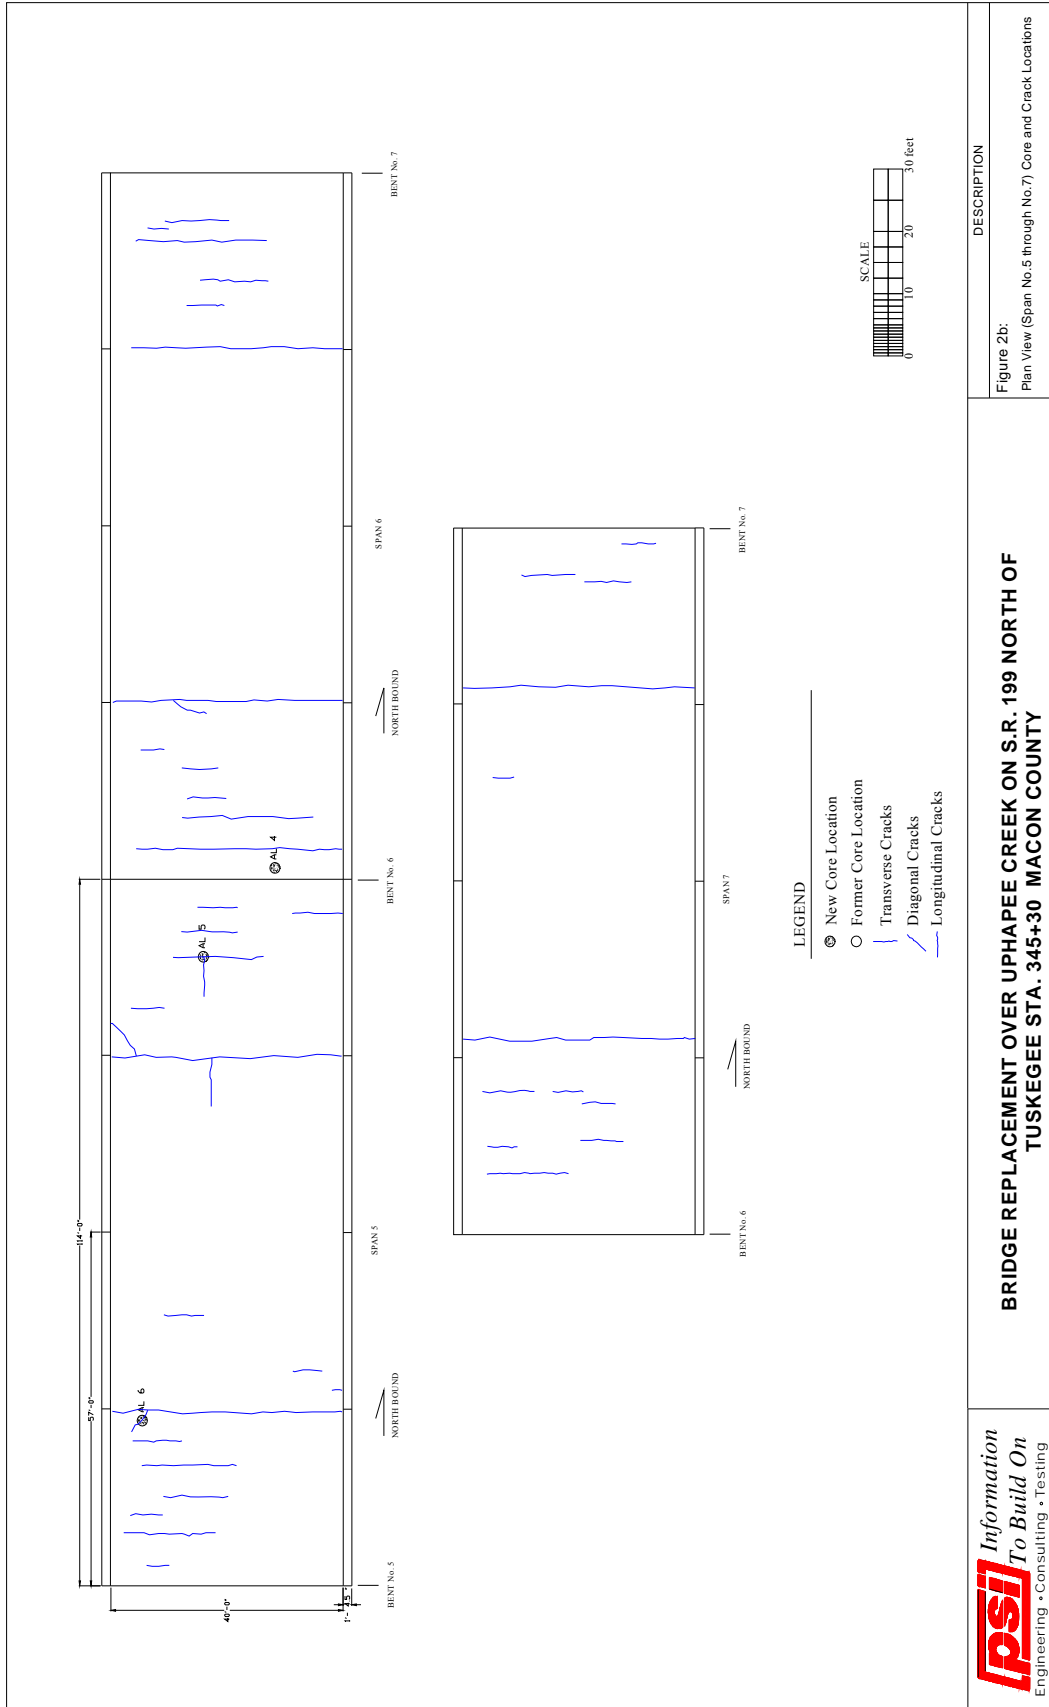 114'-0"
57'-0"
40'-0"
1'-4.5"
AL 6
AL 5
AL 4
BENT No. 5
NORTH BOUND
SPAN 5
BENT No. 6
NORTH BOUND
SPAN 6
BENT No. 7
BENT No. 6
NORTH BOUND
SPAN 7
BENT No. 7
LEGEND
New Core Location
Former Core Location
Transverse Cracks
Diagonal Cracks
Longitudinal Cracks
SCALE
0 10 20 30 feet
psi Information
To Build On
Engineering • Consulting • Testing
BRIDGE REPLACEMENT OVER UPHAPEE CREEK ON S.R. 199 NORTH OF
TUSKEGEE STA. 345+30 MACON COUNTY
DESCRIPTION
Figure 2b:
Plan View (Span No.5 through No.7) Core and Crack Locations